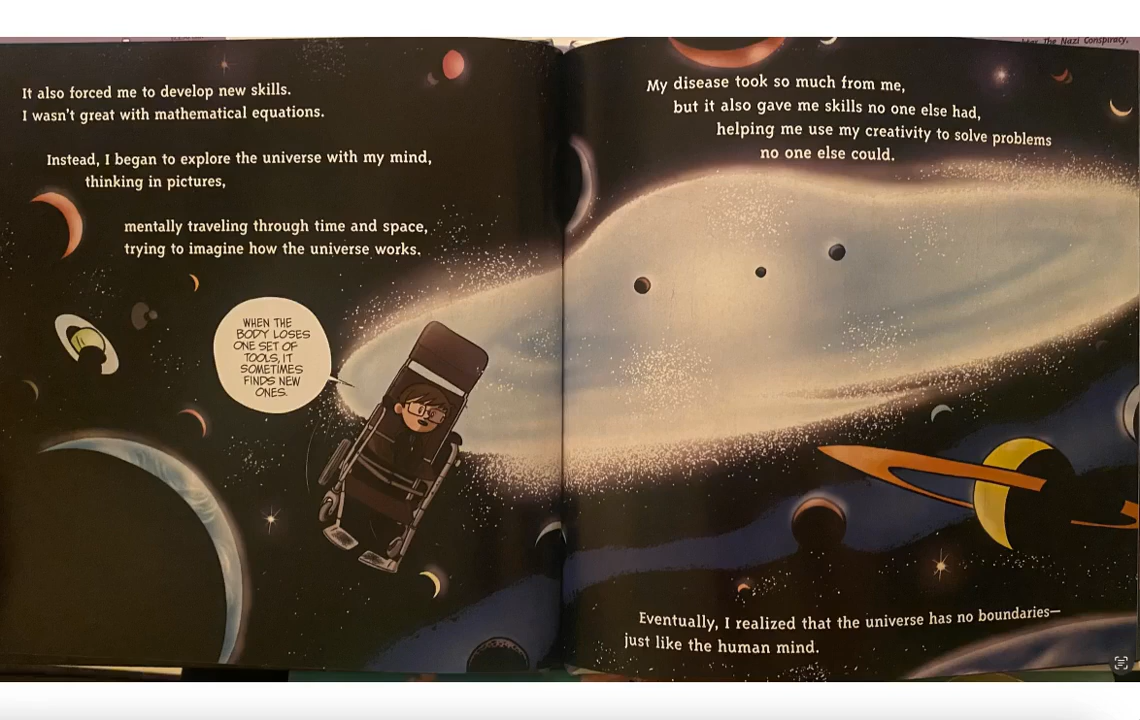 It also forced me to develop new skills.
I wasn't great with mathematical equations.
Instead, I began to explore the universe with my mind,
thinking in pictures,
mentally traveling through time and space,
trying to imagine how the universe works.
WHEN THE
BODY LOSES
ONE SET OF
TOOLS, IT
SOMETIMES
FINDS NEW
ONES.
The Nazi Conspiracy.
My disease took so much from me,
but it also gave me skills no one else had,
helping me use my creativity to solve problems
no one else could.
Eventually, I realized that the universe has no boundaries—
just like the human mind.